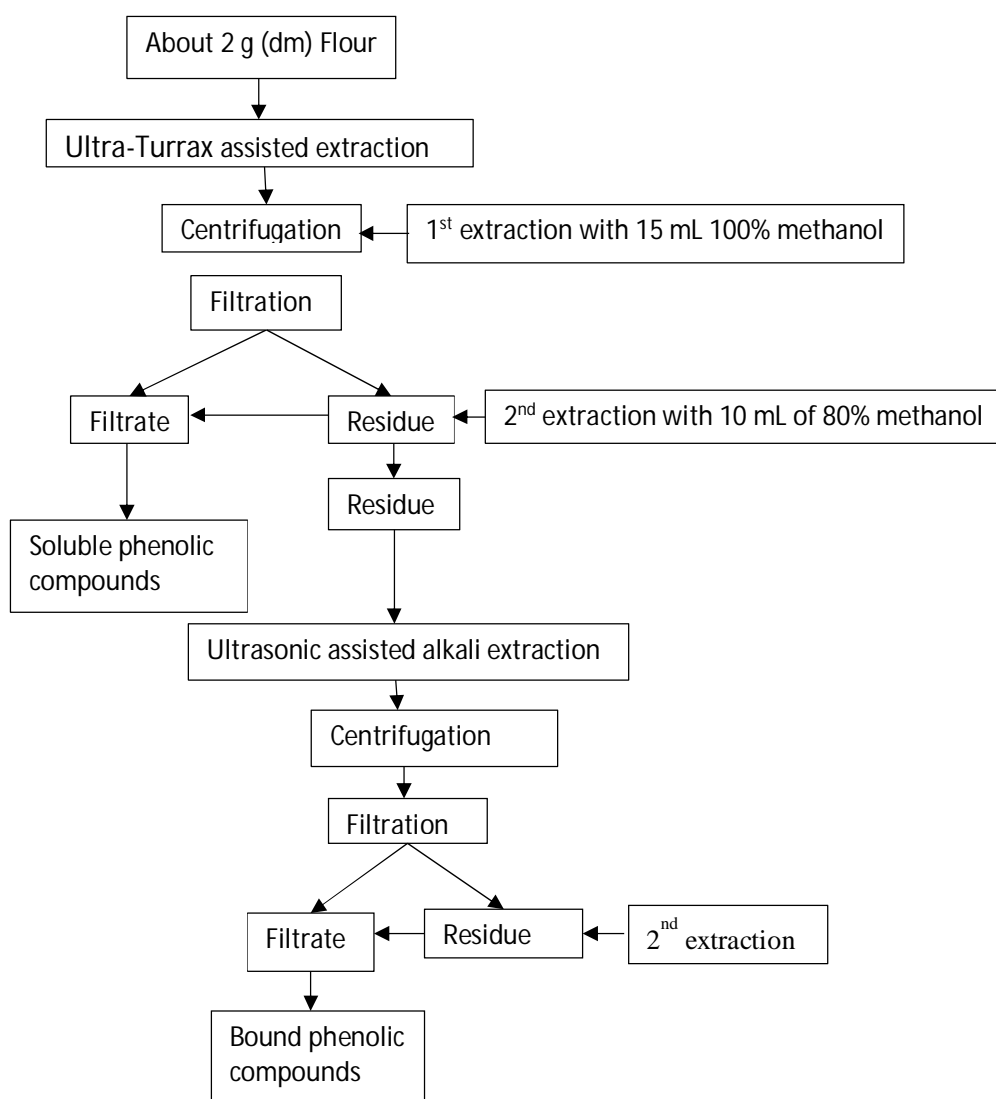 About 2 g (dm) Flour
Ultra-Turrax assisted extraction
Centrifugation
1st extraction with 15 mL 100% methanol
Filtration
Filtrate
Residue
2nd extraction with 10 mL of 80% methanol
Residue
Soluble phenolic
compounds
Ultrasonic assisted alkali extraction
Centrifugation
Filtration
Filtrate
Residue
2nd extraction
Bound phenolic
compounds